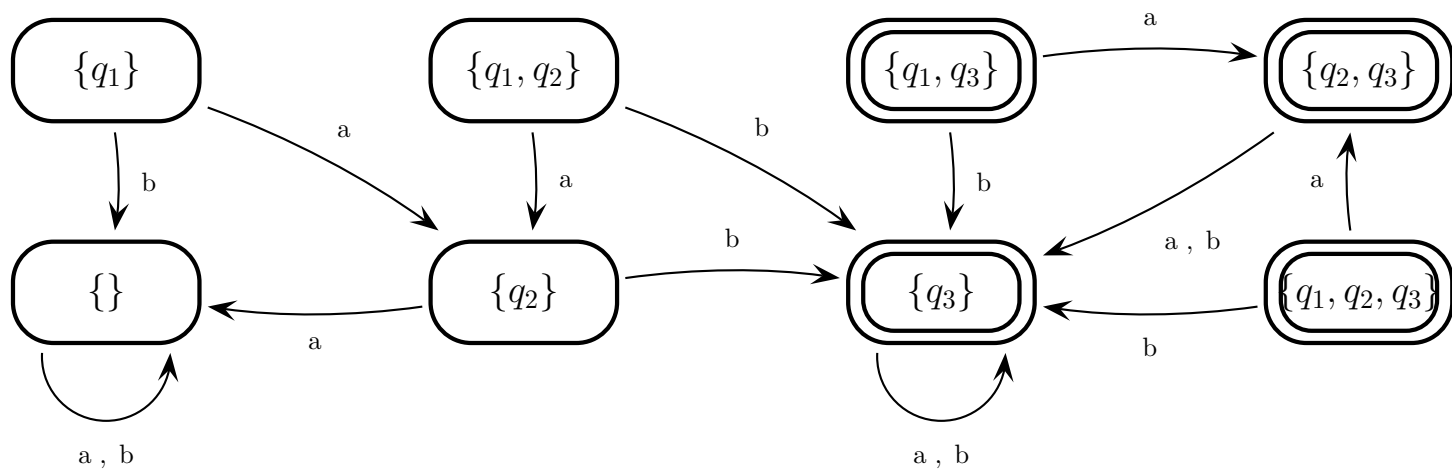 a
{q₁}
{q₁, q₂}
{q₁, q₃}
{q₂, q₃}
a
b
b
a
b
a
b
a , b
{}
{q₂}
{q₃}
{q₁, q₂, q₃}
a
b
a , b
a , b